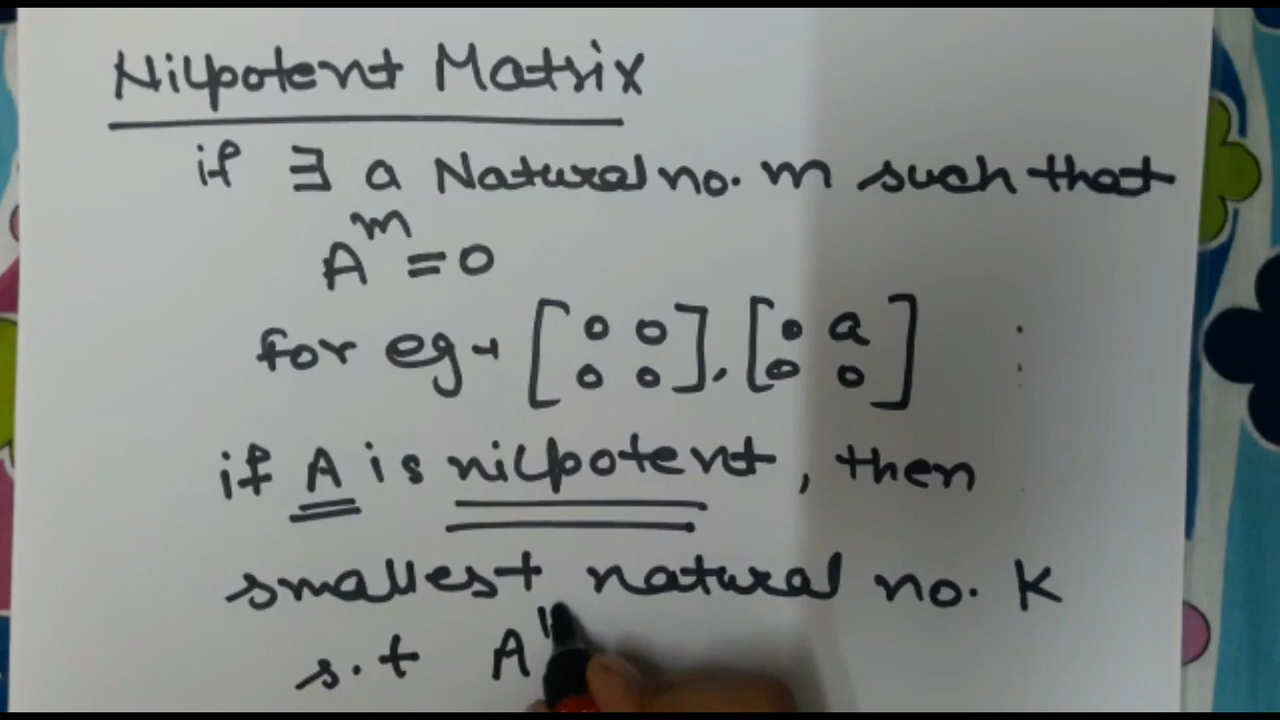 Nilpotent Matrix
if ∃ a Natural no. m such that
A^m = 0
for eg → [0 0; 0 0], [0 a; 0 0]
if A is nilpotent, then
smallest natural no. K
s.t A